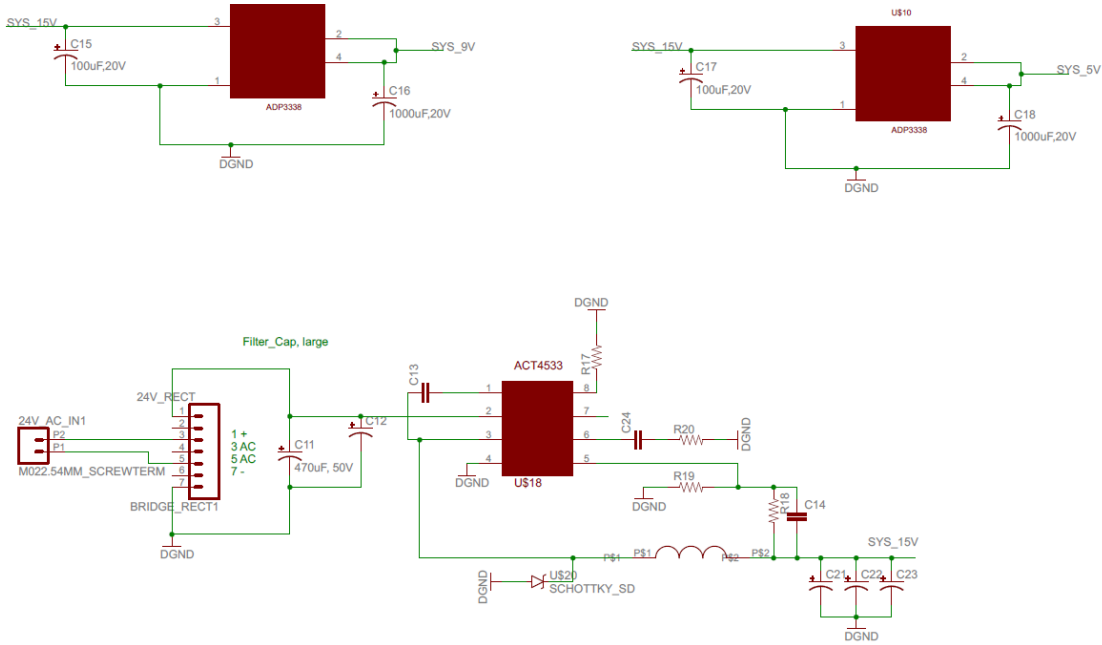 SYS_15V
3
C15
100uF,20V
1
2
4
SYS_9V
C16
1000uF,20V
ADP3338
DGND
U$10
SYS_15V
3
C17
100uF,20V
1
2
4
SYS_5V
C18
1000uF,20V
ADP3338
DGND
Filter_Cap, large
24V_RECT
24V_AC_IN1
P2
P1
M022.54MM_SCREWTERM
1
2
3
4
5
6
7
1 +
3 AC
5 AC
7 -
BRIDGE_RECT1
DGND
C11
470uF, 50V
C12
C13
ACT4533
1
2
3
4
8
7
6
5
U$18
DGND
DGND
R17
C24
R20
DGND
R19
DGND
R18
C14
P$1
P$1
P$2
P$2
SYS_15V
DGND
U$20
SCHOTTKY_SD
C21
C22
C23
DGND